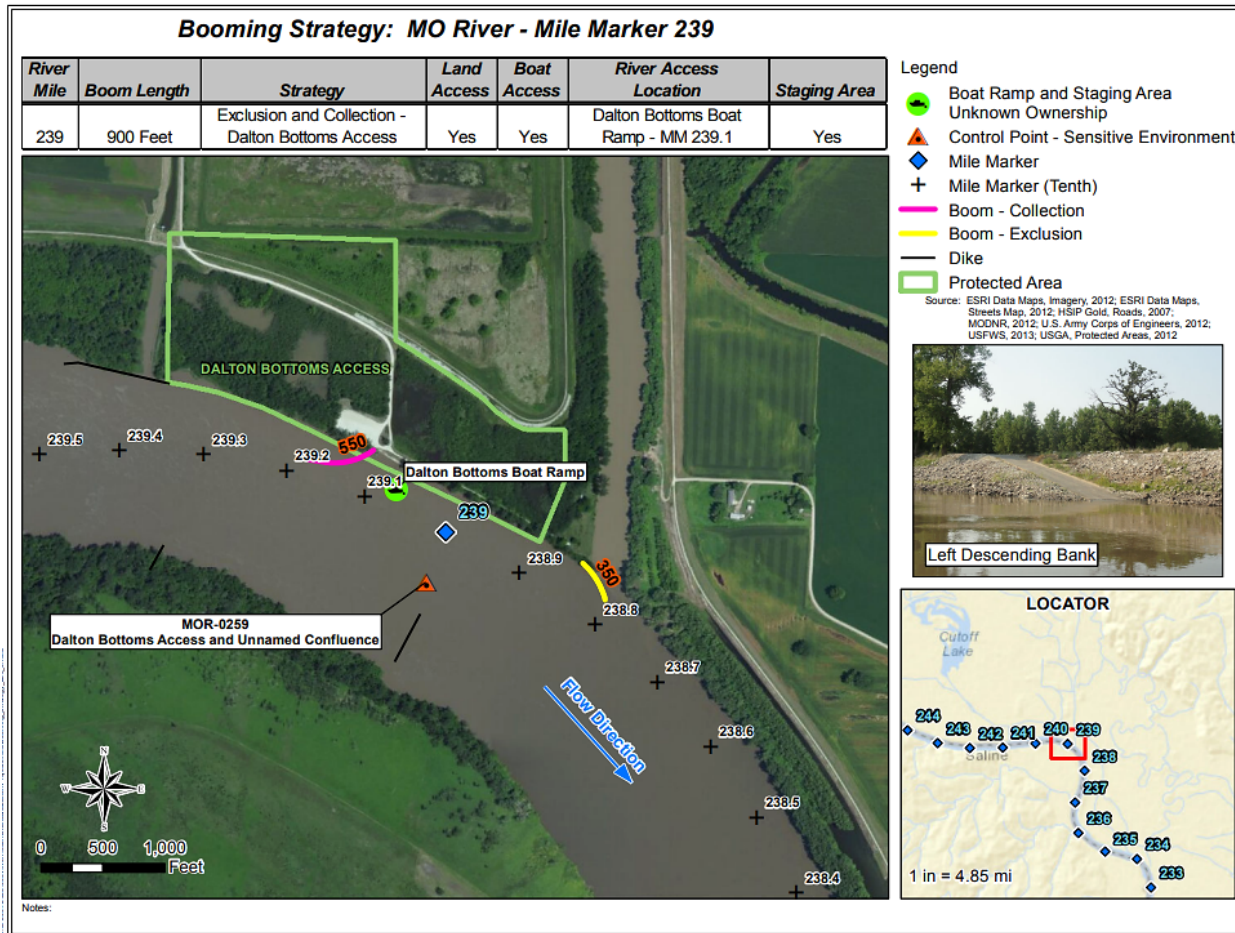 Booming Strategy: MO River - Mile Marker 239
River Mile
Boom Length
Strategy
Land Access
Boat Access
River Access Location
Staging Area
239
900 Feet
Exclusion and Collection -
Dalton Bottoms Access
Yes
Yes
Dalton Bottoms Boat
Ramp - MM 239.1
Yes
Legend
Boat Ramp and Staging Area
Unknown Ownership
Control Point - Sensitive Environment
Mile Marker
Mile Marker (Tenth)
Boom - Collection
Boom - Exclusion
Dike
Protected Area
Source: ESRI Data Maps, Imagery, 2012; ESRI Data Maps,
Streets Map, 2012; HSIP Gold, Roads, 2007;
MODNR, 2012; U.S. Army Corps of Engineers, 2012;
USFWS, 2013; USGA, Protected Areas, 2012
DALTON BOTTOMS ACCESS
239.5
239.4
239.3
239.2
550
239.1
Dalton Bottoms Boat Ramp
239
238.9
350
238.8
MOR-0259
Dalton Bottoms Access and Unnamed Confluence
238.7
Flow Direction
238.6
238.5
238.4
N
W
E
S
0
500
1,000
Feet
Left Descending Bank
LOCATOR
Cutoff
Lake
244
243
242
241
240
239
Saline
238
237
236
235
234
233
1 in = 4.85 mi
Notes: